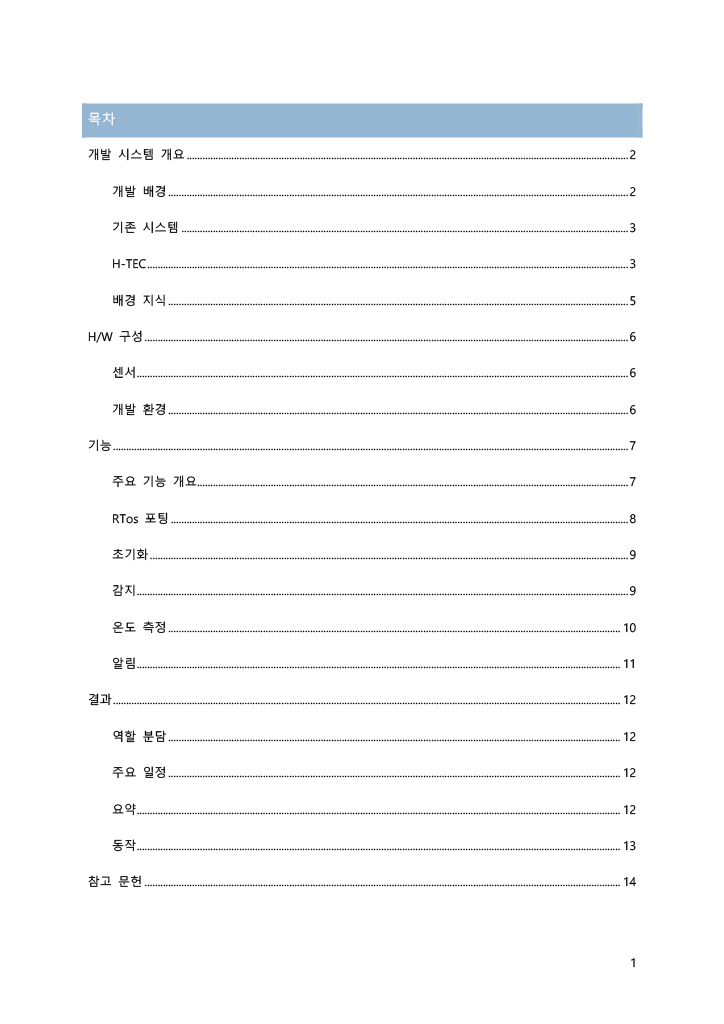 목차
개발 시스템 개요 2
개발 배경 2
기존 시스템 3
H-TEC 3
배경 지식 5
H/W 구성 6
센서 6
개발 환경 6
기능 7
주요 기능 개요 7
RTos 포팅 8
초기화 9
감지 9
온도 측정 10
알림 11
결과 12
역할 분담 12
주요 일정 12
요약 12
동작 13
참고 문헌 14
1